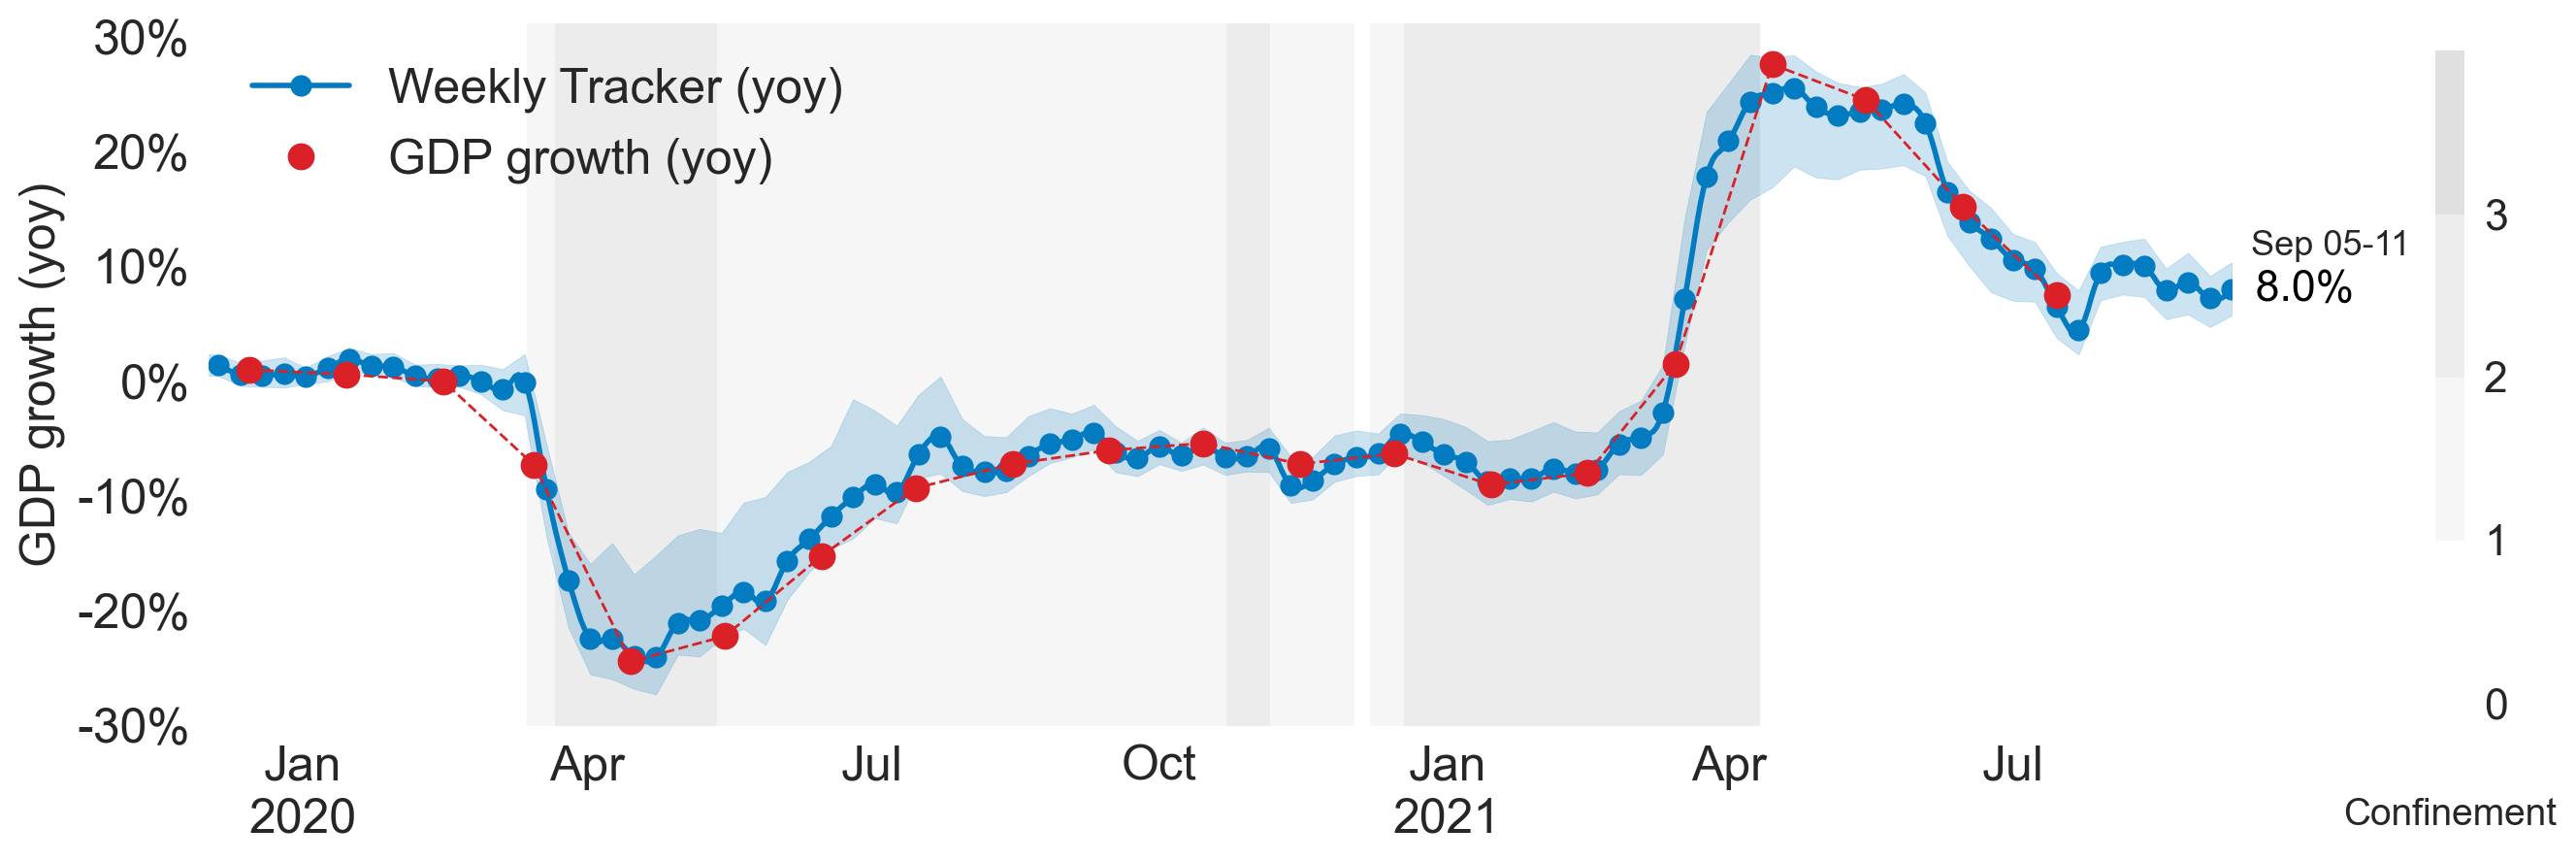 30%
20%
10%
0%
-10%
-20%
-30%
GDP growth (yoy)
Weekly Tracker (yoy)
GDP growth (yoy)
Sep 05-11
8.0%
3
2
1
0
Jan Apr Jul Oct Jan Apr Jul
2020 2021
Confinement